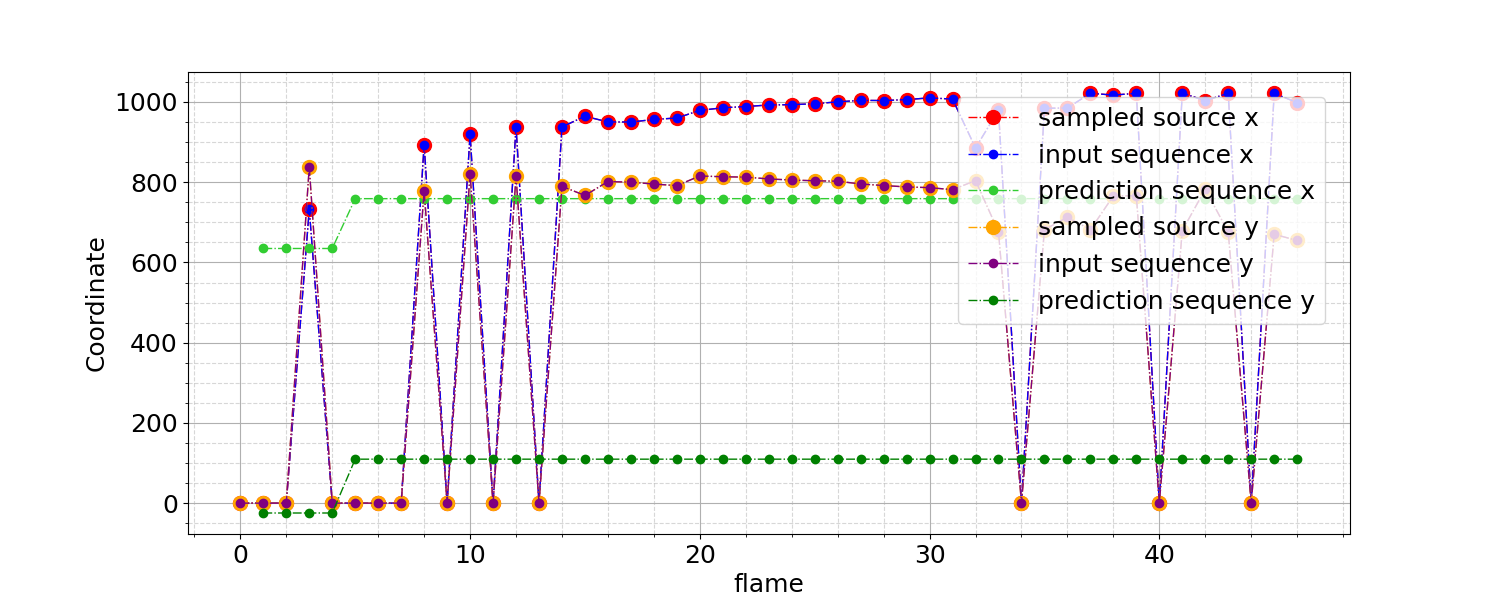 1000
800
600
400
200
0
Coordinate
0 10 20 30 40
flame
sampled source x
input sequence x
prediction sequence x
sampled source y
input sequence y
prediction sequence y